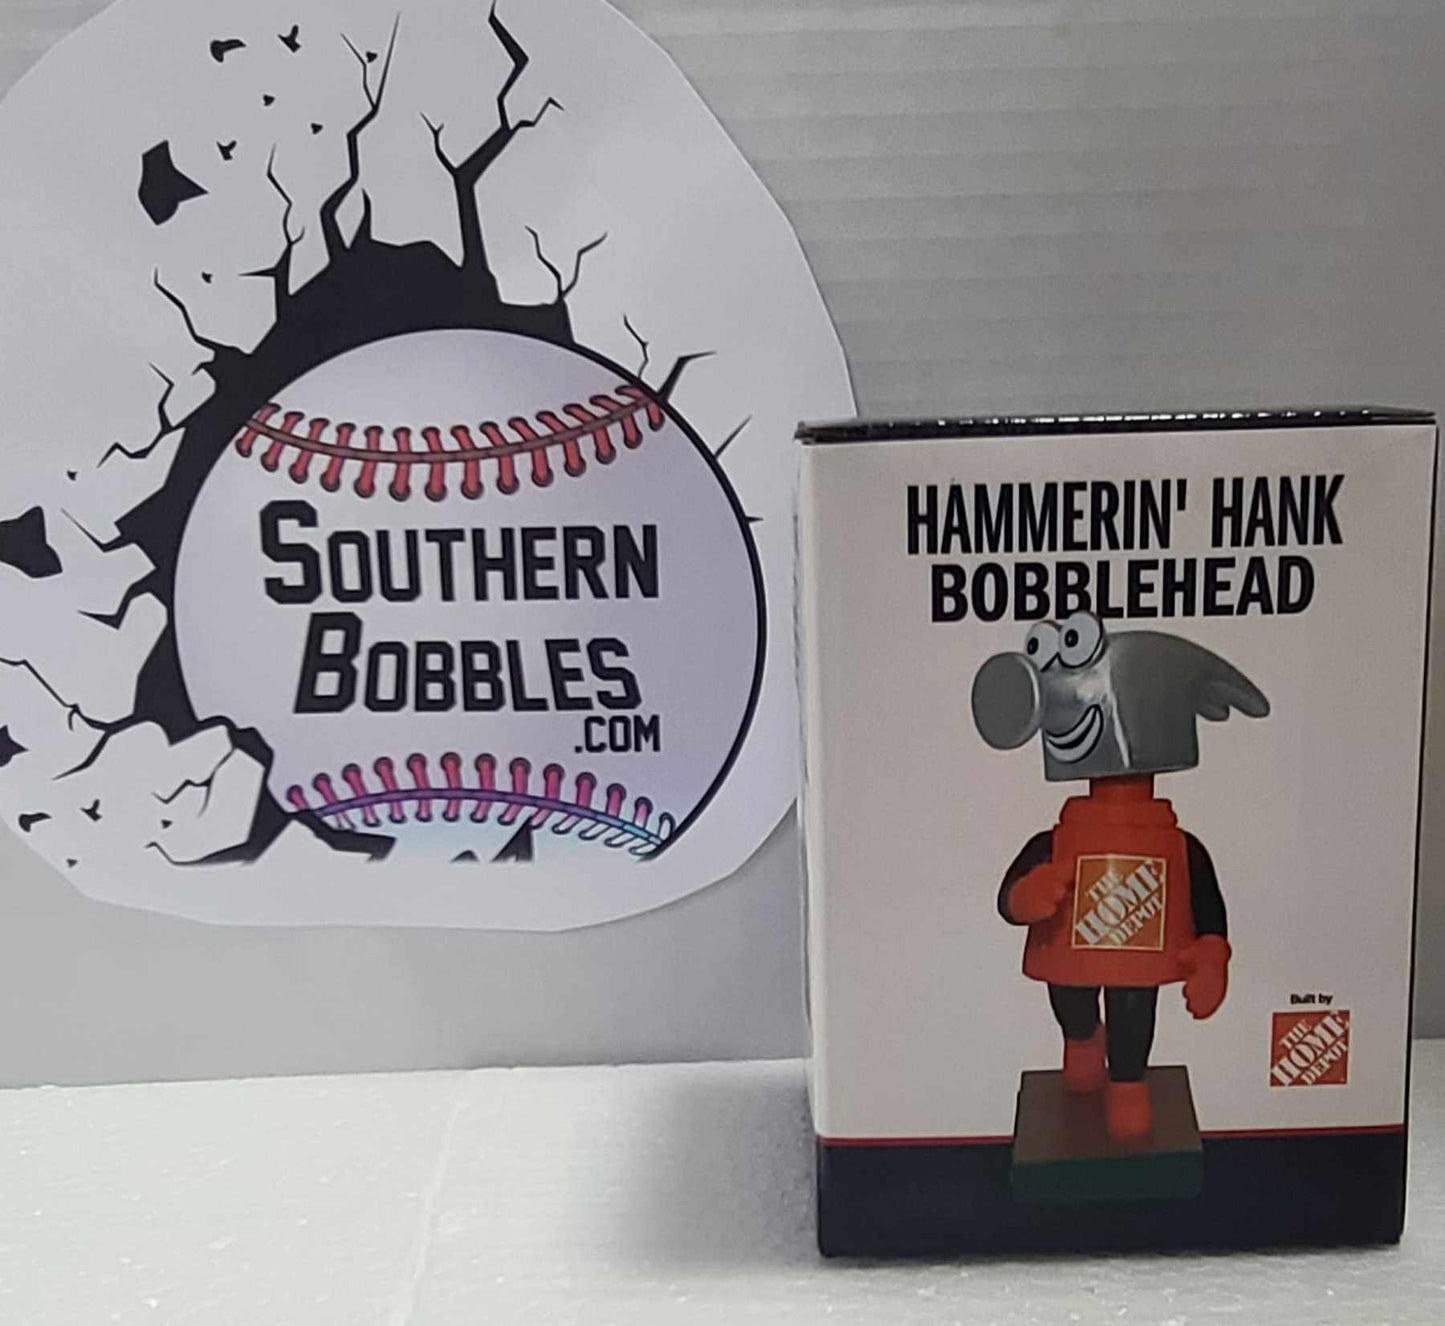 SOUTHERN
BOBBLES
.COM
HAMMERIN' HANK
BOBBLEHEAD
THE
HOME
DEPOT
Built by
THE
HOME
DEPOT